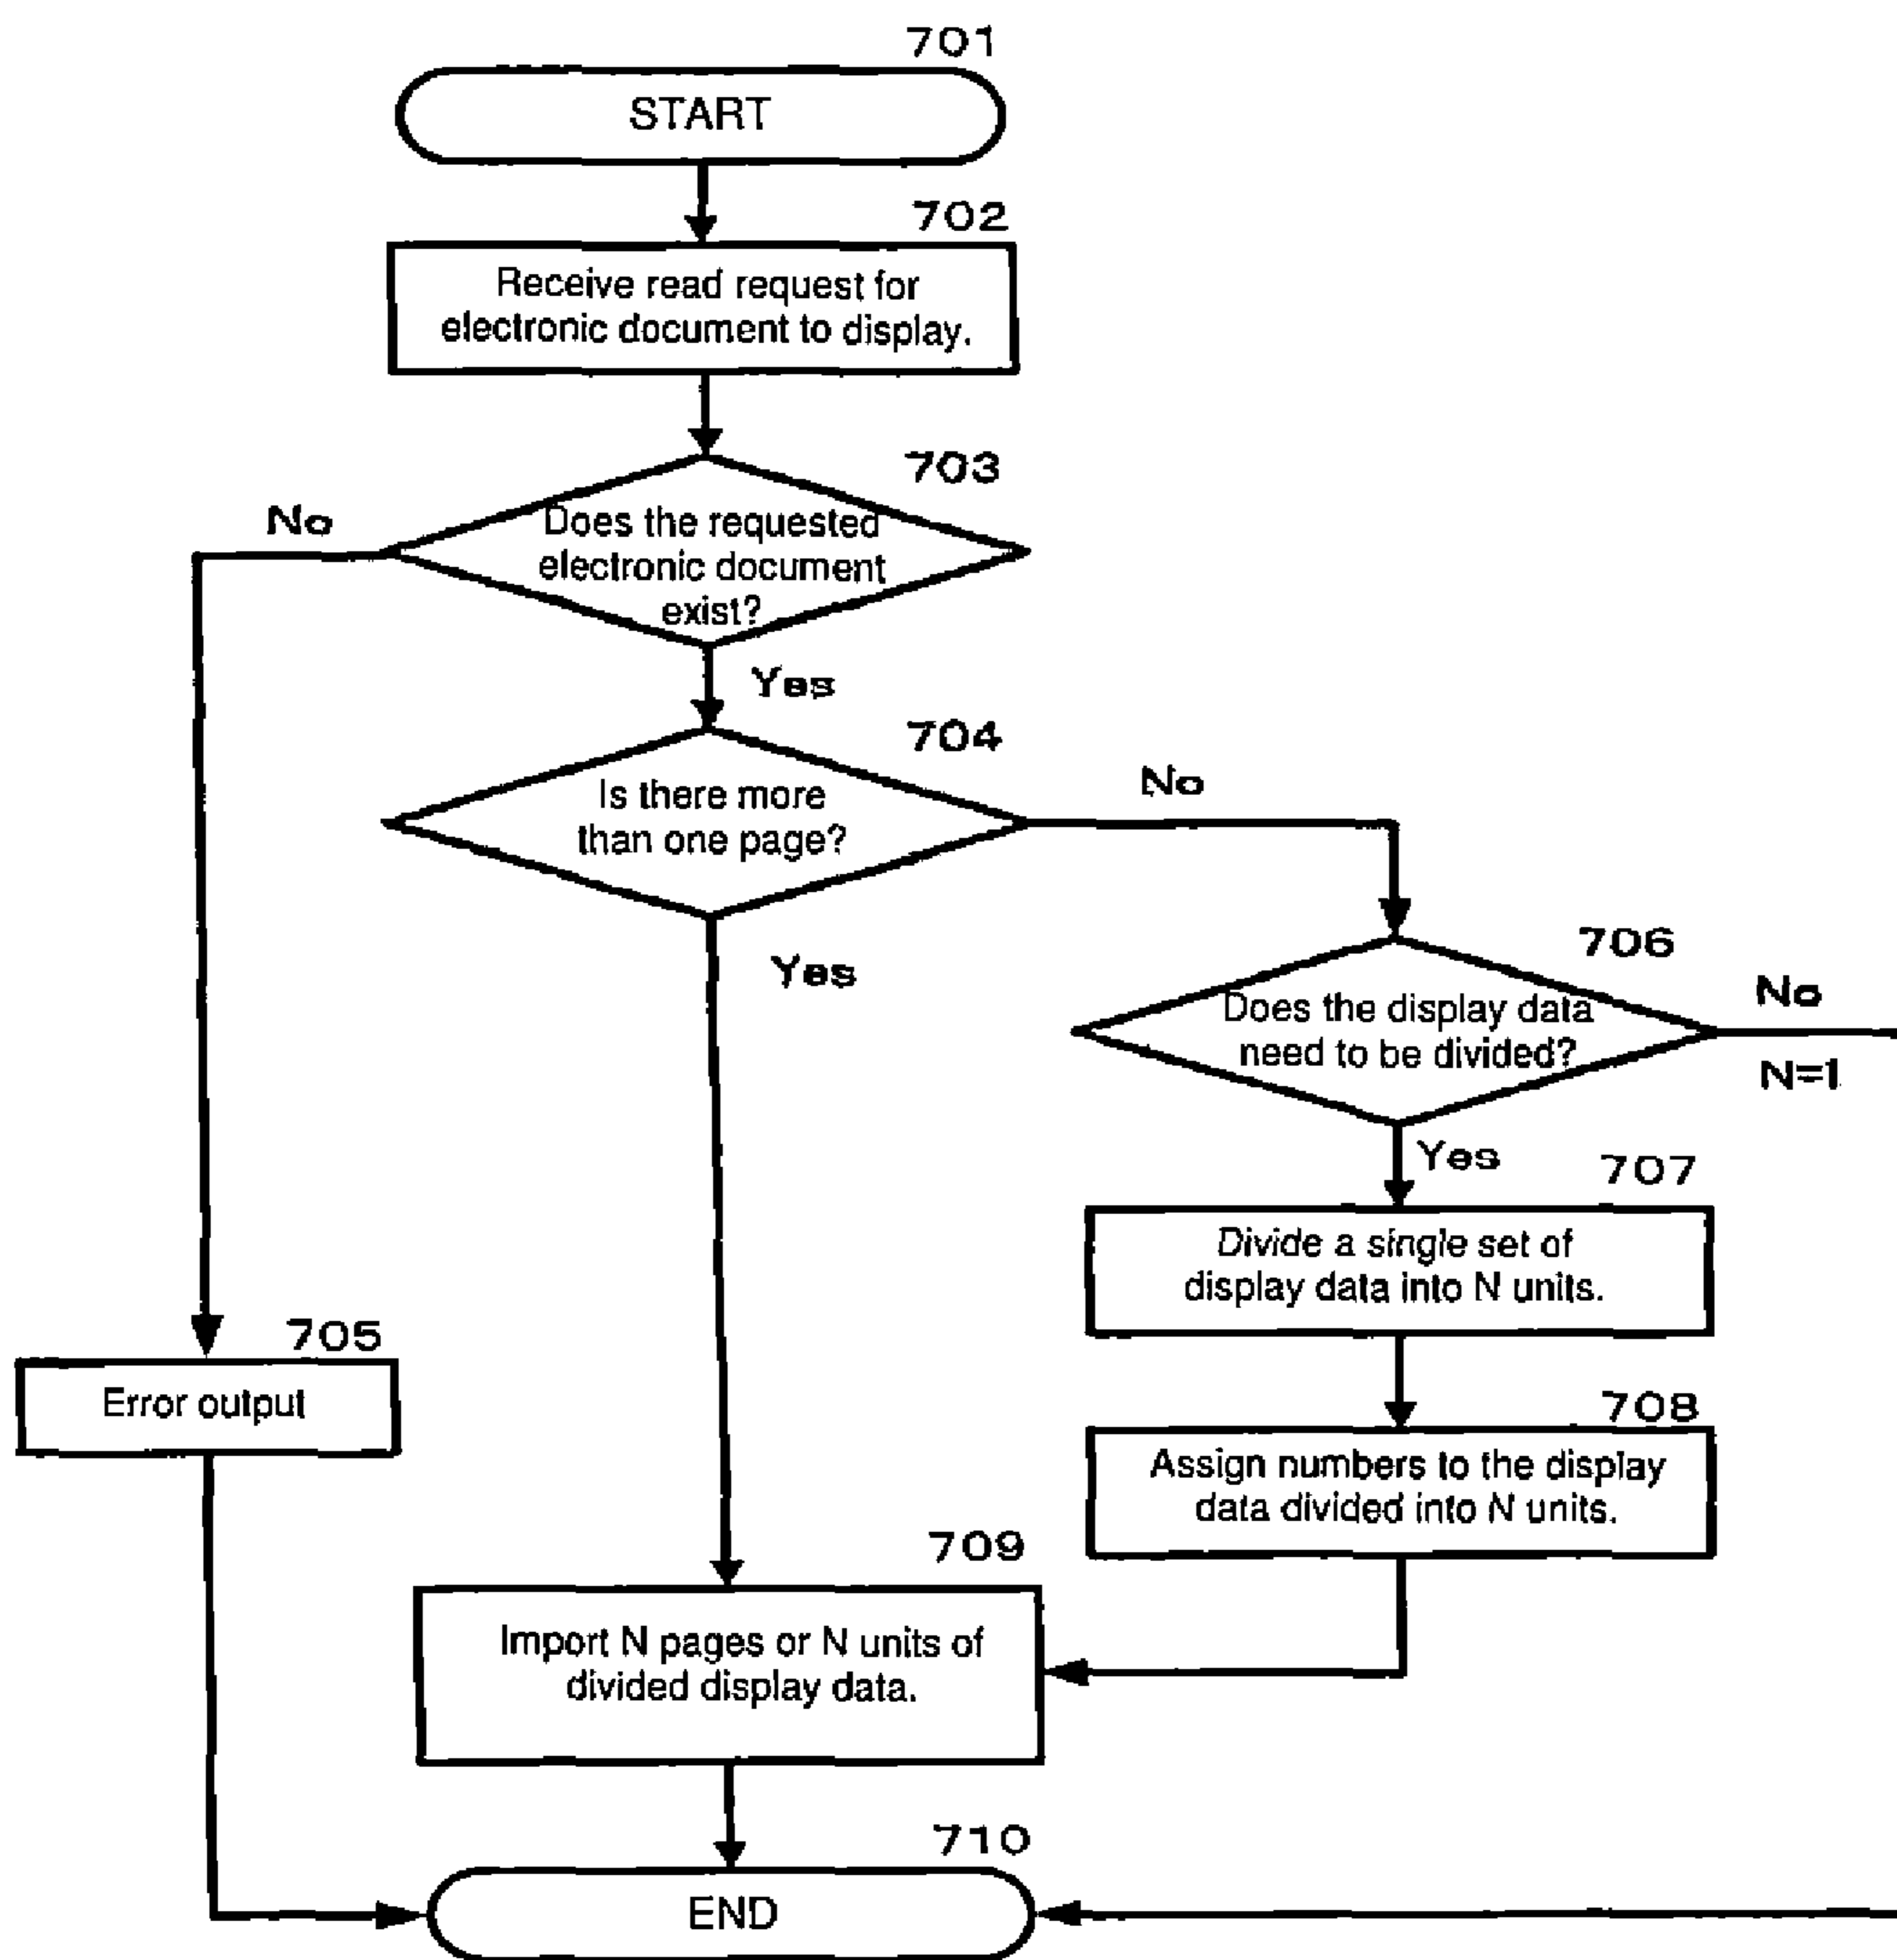 701
START
702
Receive read request for
electronic document to display.
703
No
Does the requested
electronic document
exist?
Yes
704
Is there more
than one page?
No
Yes
706
Does the display data
need to be divided?
No
N=1
Yes
707
Divide a single set of
display data into N units.
705
Error output
708
Assign numbers to the display
data divided into N units.
709
Import N pages or N units of
divided display data.
710
END